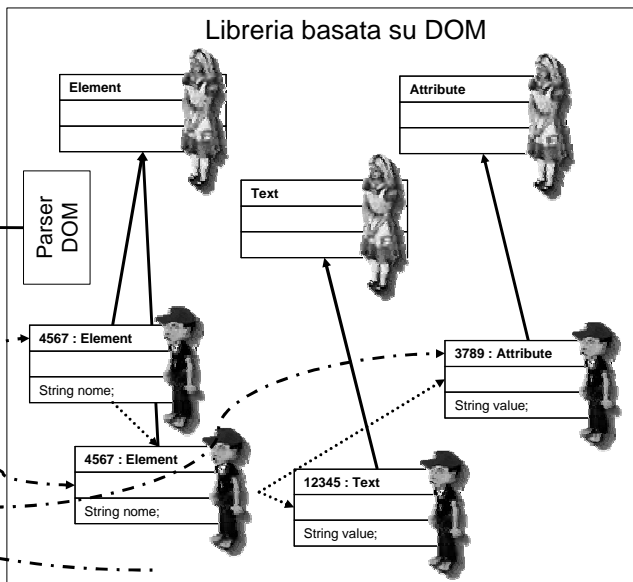 Libreria basata su DOM
Element
Attribute
Parser
DOM
Text
4567 : Element
String nome;
3789 : Attribute
String value;
4567 : Element
String nome;
12345 : Text
String value;